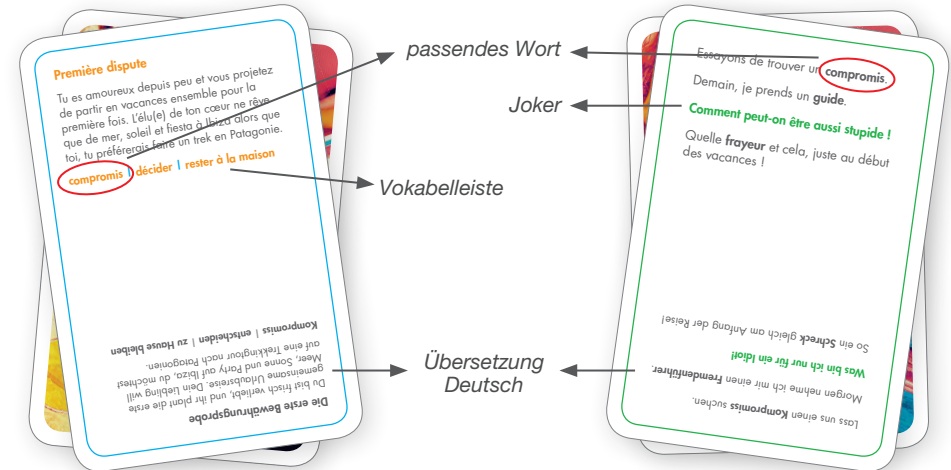 Première dispute
Tu es amoureux depuis peu et vous projetez
de partir en vacances ensemble pour la
première fois. L'élu(e) de ton cœur ne rêve
que de mer, soleil et fiesta à Ibiza alors que
toi, tu préférerais faire un trek en Patagonie.
compromis | décider | rester à la maison
Die erste Bewährungsprobe
Du bist frisch verliebt, und ihr plant die erste
gemeinsame Urlaubsreise. Dein Liebling will
Meer, Sonne und Party auf Ibiza, du möchtest
auf eine Trekkingtour nach Patagonien.
Kompromiss | entscheiden | zu Hause bleiben
passendes Wort
Joker
Vokabelleiste
Übersetzung
Deutsch
Essayons de trouver un compromis.
Demain, je prends un guide.
Comment peut-on être aussi stupide !
Quelle frayeur et cela, juste au début
des vacances !
Lass uns einen Kompromiss suchen.
Morgen nehme ich mir einen Fremdenführer.
Was bin ich nur für ein Idiot!
So ein Schreck gleich am Anfang der Reise!